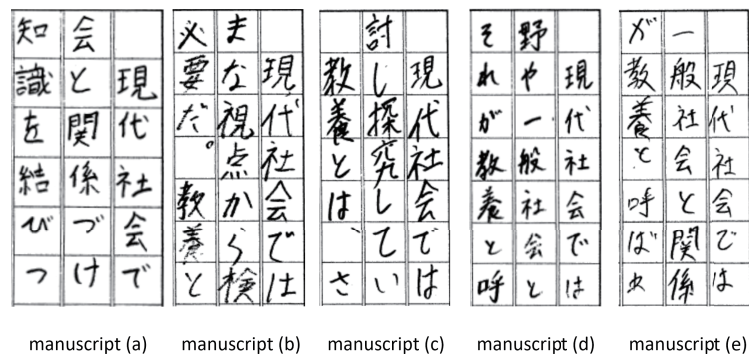 現代社会で
会と関係づけ
知識を結びつ
manuscript (a)
現代社会では
まな視点から検
必要だ。教養と
manuscript (b)
現代社会では
討じ探究してい
教養とは、さ
manuscript (c)
現代社会では
野や一般社会と
それが教養と呼
manuscript (d)
現代社会では
一般社会と関係
が教養と呼ば
manuscript (e)